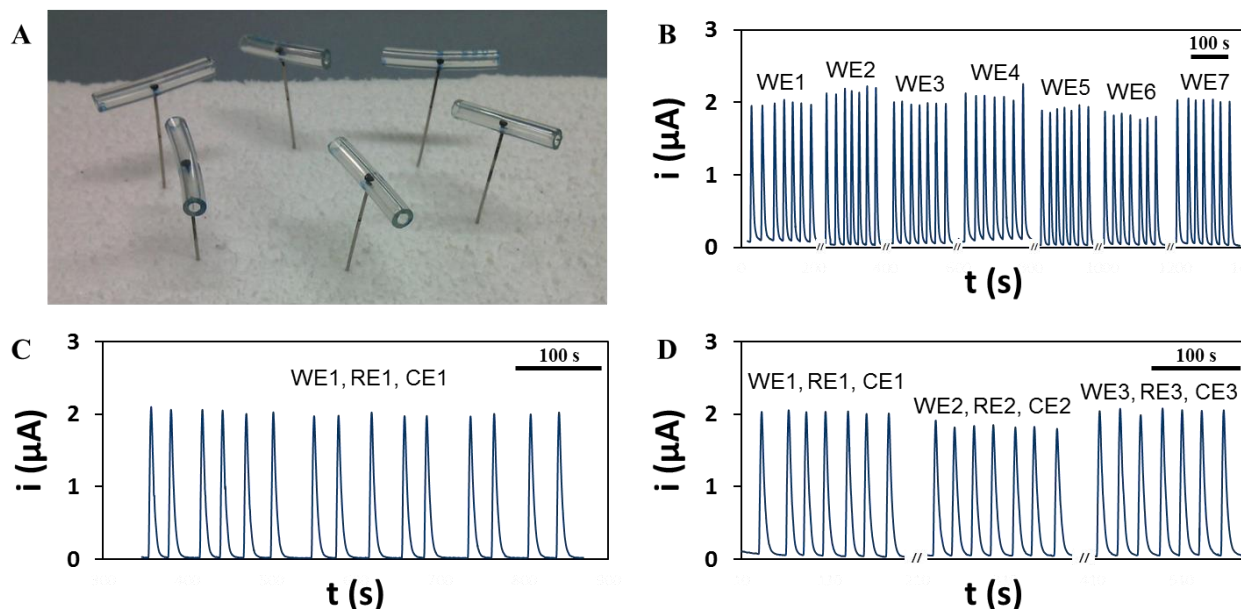 A
B
3
2
1
0
i (µA)
100 s
WE1
WE2
WE3
WE4
WE5
WE6
WE7
//
//
//
//
//
//
t (s)
C
3
2
1
0
i (µA)
100 s
WE1, RE1, CE1
t (s)
D
3
2
1
0
i (µA)
100 s
WE1, RE1, CE1
WE2, RE2, CE2
WE3, RE3, CE3
//
//
t (s)